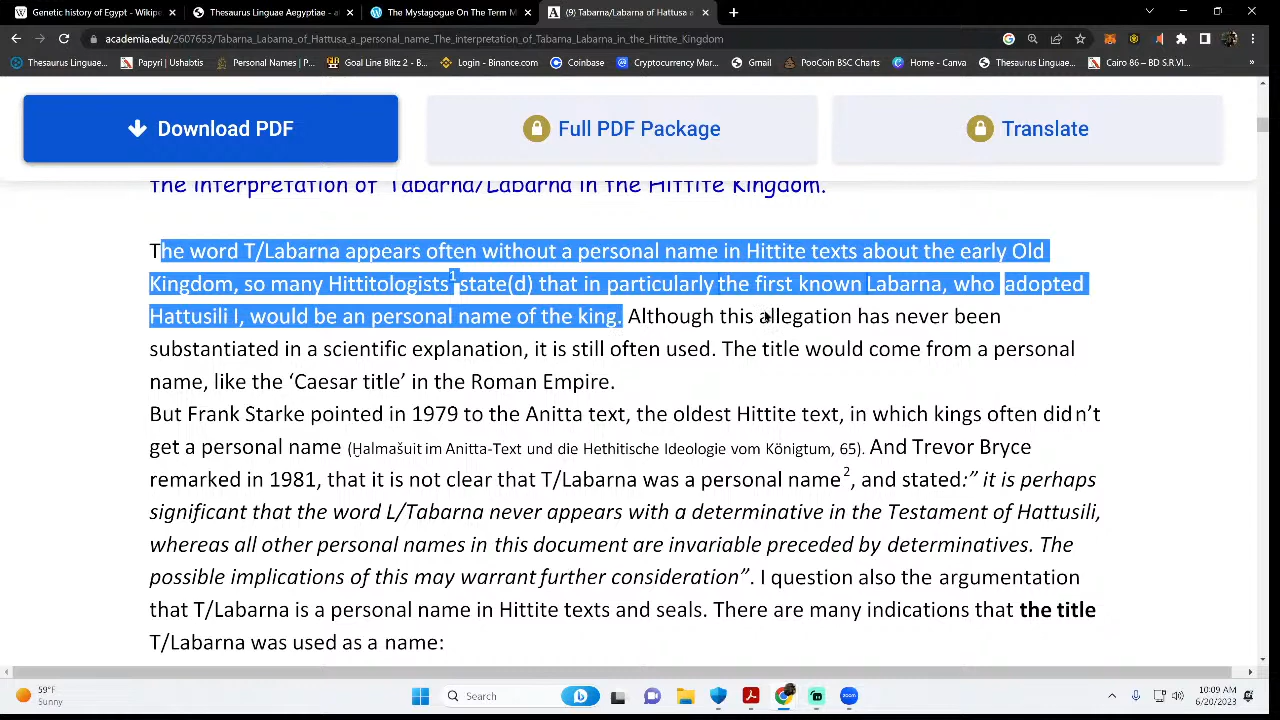 Genetic history of Egypt - Wikipe
Thesaurus Linguae Aegyptiae - al
The Mystagogue On The Term M
(9) Tabarna/Labarna of Hattusa a
academia.edu/2607653/Tabarna_Labarna_of_Hattusa_a_personal_name_The_interpretation_of_Tabarna_Labarna_in_the_Hittite_Kingdom
Thesaurus Linguae...
Papyri | Ushabtis
Personal Names | P...
Goal Line Blitz 2 - B...
Login - Binance.com
Coinbase
Cryptocurrency Mar...
Gmail
PooCoin BSC Charts
Home - Canva
Thesaurus Linguae...
Cairo 86 – BD S.R.VI...
Download PDF
Full PDF Package
Translate
the interpretation of Tabarna/Labarna in the Hittite Kingdom.
The word T/Labarna appears often without a personal name in Hittite texts about the early Old
Kingdom, so many Hittitologists1 state(d) that in particularly the first known Labarna, who adopted
Hattusili I, would be an personal name of the king. Although this allegation has never been
substantiated in a scientific explanation, it is still often used. The title would come from a personal
name, like the ‘Caesar title’ in the Roman Empire.
But Frank Starke pointed in 1979 to the Anitta text, the oldest Hittite text, in which kings often didn’t
get a personal name (Ḫalmašuit im Anitta-Text und die Hethitische Ideologie vom Königtum, 65). And Trevor Bryce
remarked in 1981, that it is not clear that T/Labarna was a personal name2, and stated:” it is perhaps
significant that the word L/Tabarna never appears with a determinative in the Testament of Hattusili,
whereas all other personal names in this document are invariable preceded by determinatives. The
possible implications of this may warrant further consideration”. I question also the argumentation
that T/Labarna is a personal name in Hittite texts and seals. There are many indications that the title
T/Labarna was used as a name:
59°F
Sunny
Search
10:09 AM
6/20/2023